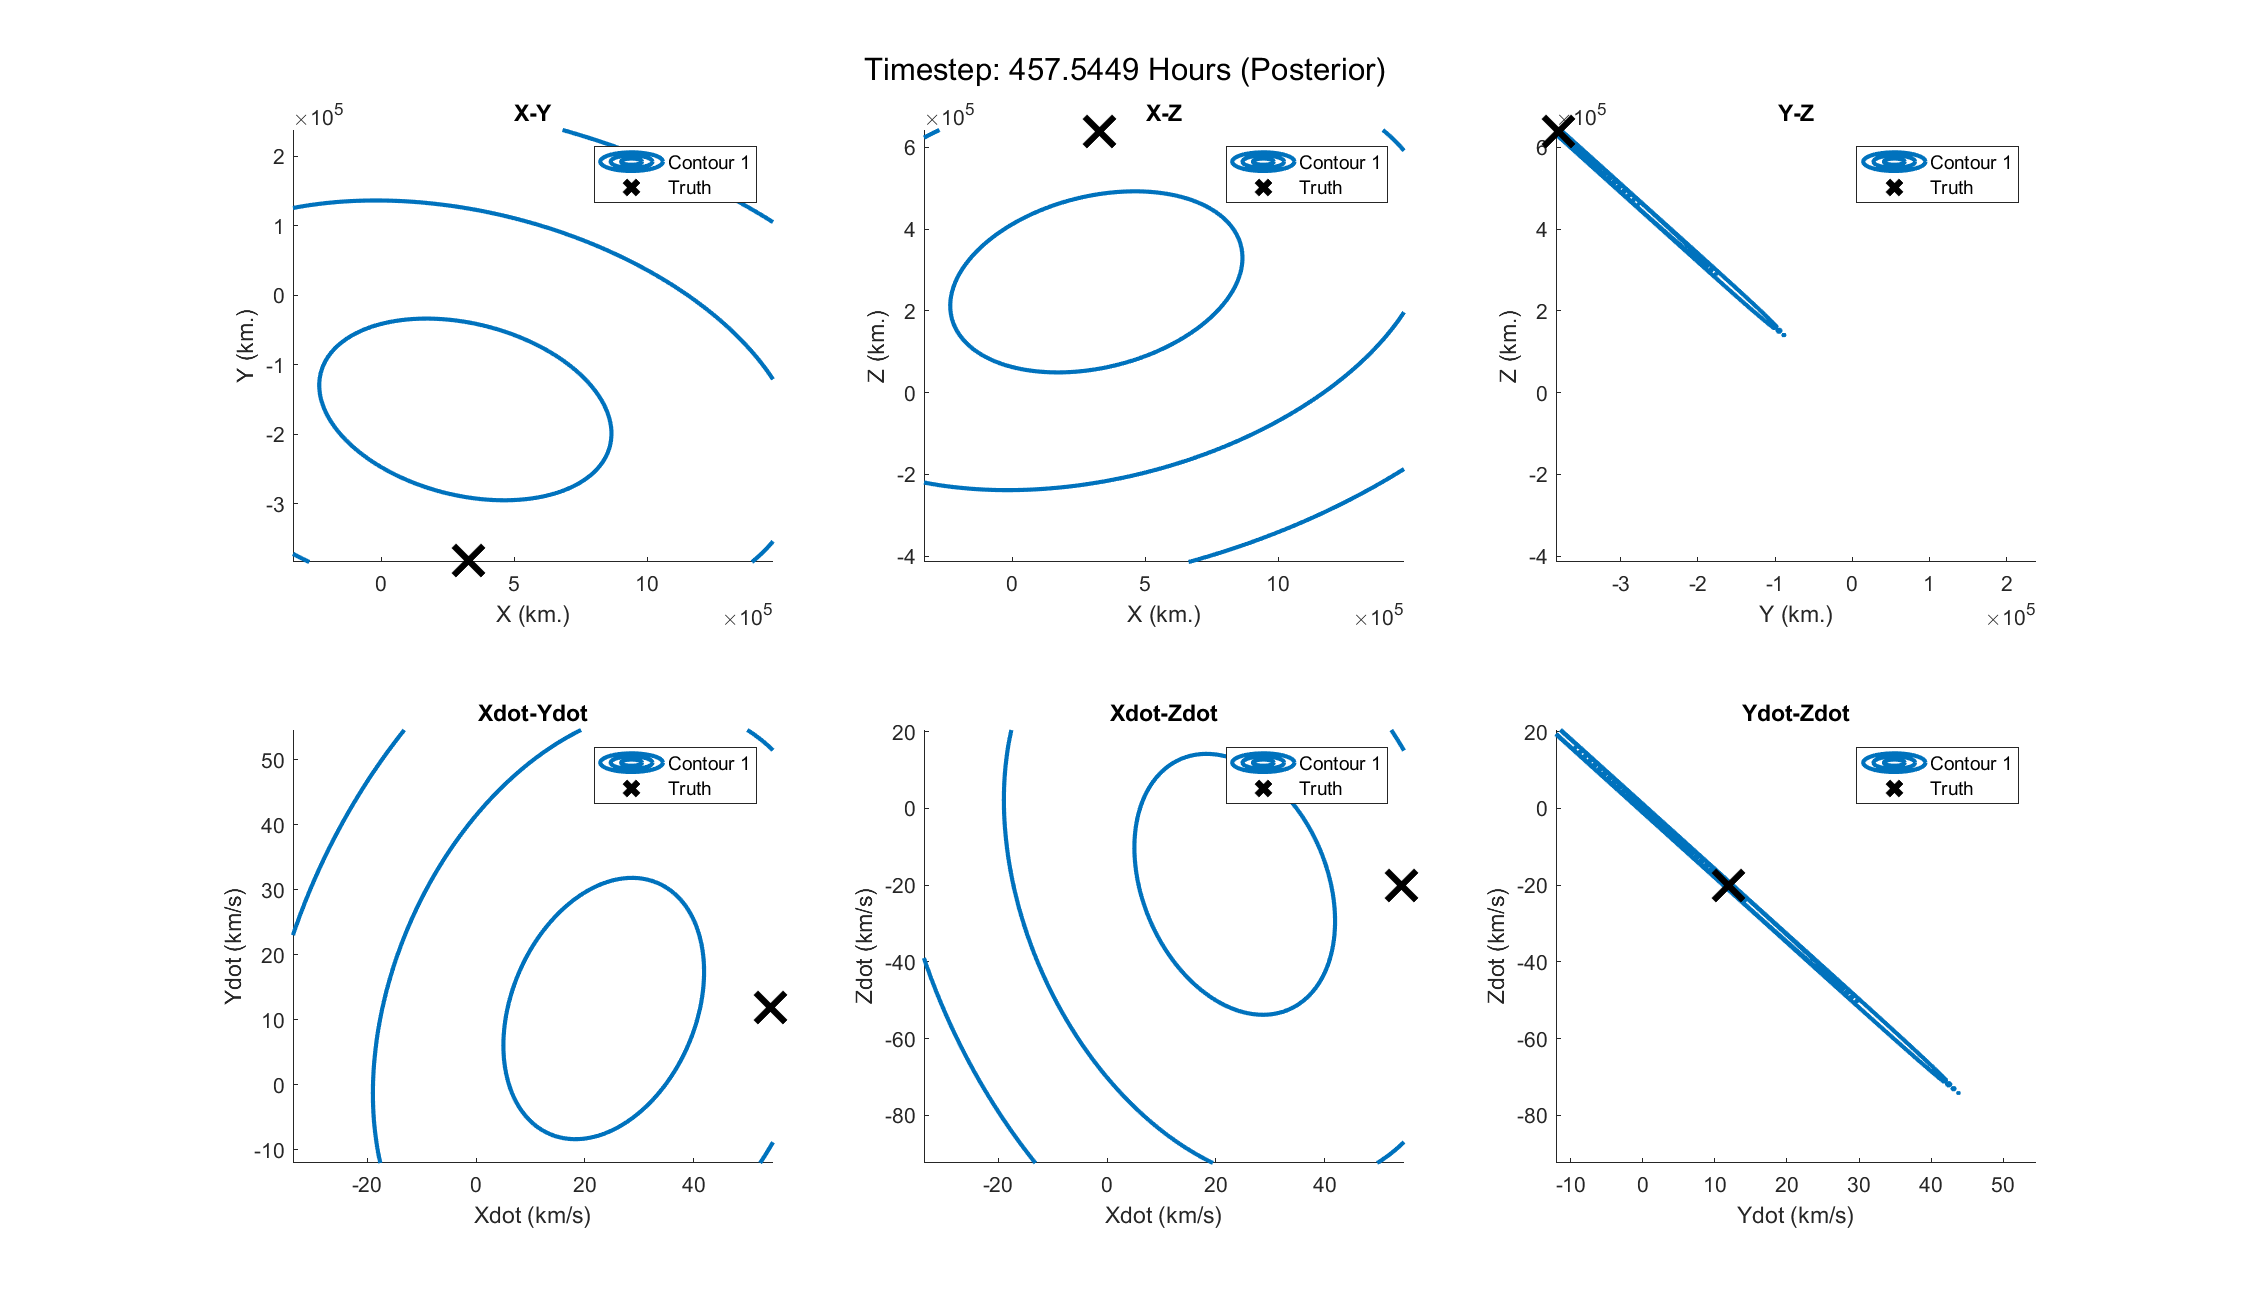 Timestep: 457.5449 Hours (Posterior)
X-Y
×10^5
Contour 1
Truth
2
1
0
-1
-2
-3
Y (km.)
0 5 10
X (km.)
×10^5
X-Z
×10^5
Contour 1
Truth
6
4
2
0
-2
-4
Z (km.)
0 5 10
X (km.)
×10^5
Y-Z
×10^5
Contour 1
Truth
6
4
2
0
-2
-4
Z (km.)
-3 -2 -1 0 1 2
Y (km.)
×10^5
Xdot-Ydot
Contour 1
Truth
50
40
30
20
10
0
-10
Ydot (km/s)
-20 0 20 40
Xdot (km/s)
Xdot-Zdot
Contour 1
Truth
20
0
-20
-40
-60
-80
Zdot (km/s)
-20 0 20 40
Xdot (km/s)
Ydot-Zdot
Contour 1
Truth
20
0
-20
-40
-60
-80
Zdot (km/s)
-10 0 10 20 30 40 50
Ydot (km/s)